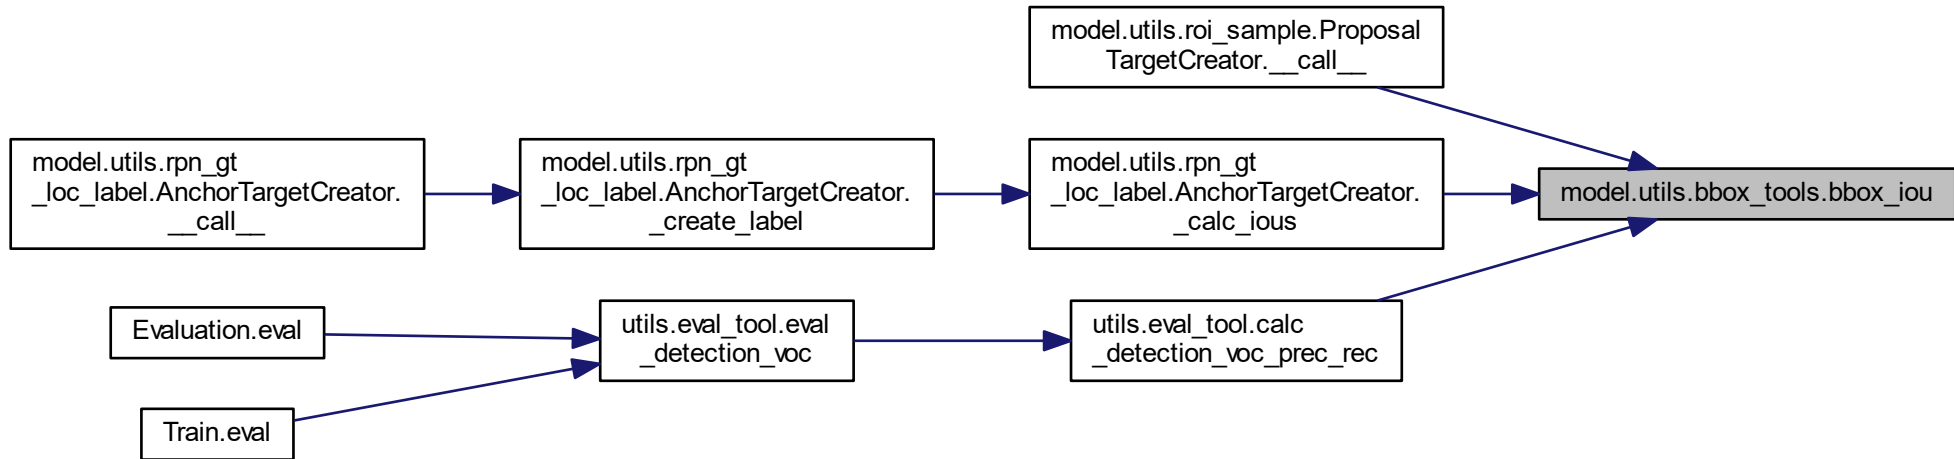 model.utils.roi_sample.Proposal
TargetCreator.__call__
model.utils.rpn_gt
_loc_label.AnchorTargetCreator.
__call__
model.utils.rpn_gt
_loc_label.AnchorTargetCreator.
_create_label
model.utils.rpn_gt
_loc_label.AnchorTargetCreator.
_calc_ious
model.utils.bbox_tools.bbox_iou
Evaluation.eval
utils.eval_tool.eval
_detection_voc
utils.eval_tool.calc
_detection_voc_prec_rec
Train.eval